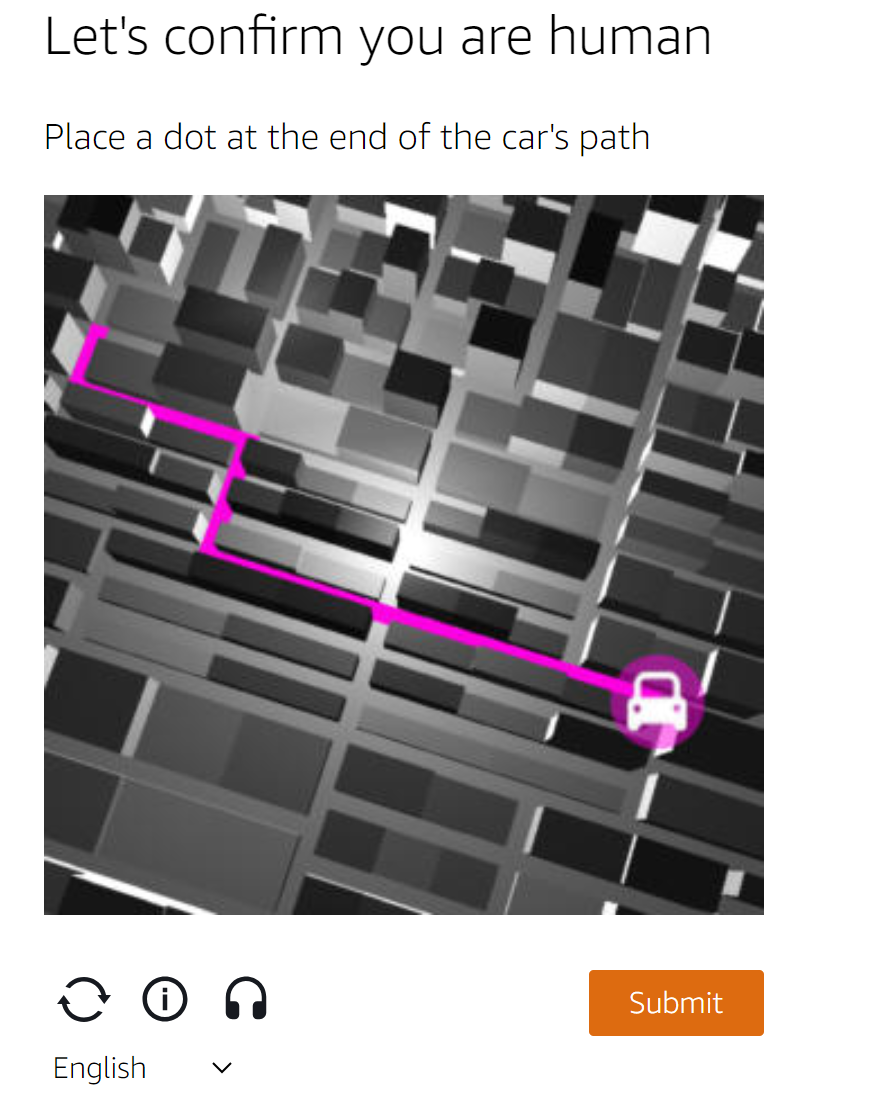 Let's confirm you are human
Place a dot at the end of the car's path
Submit
English